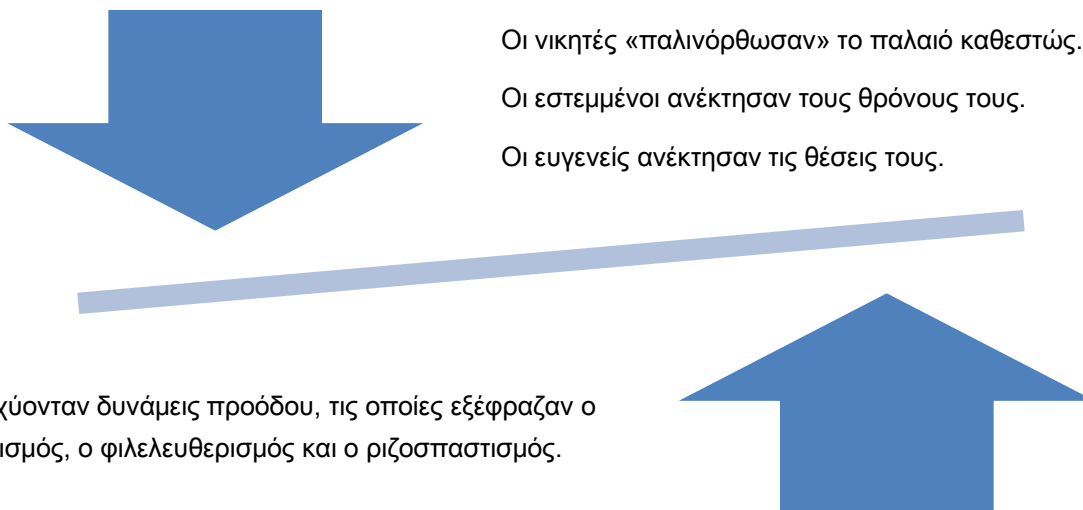 Οι νικητές «παλινόρθωσαν» το παλαιό καθεστώς.
Οι εστεμμένοι ανέκτησαν τους θρόνους τους.
Οι ευγενείς ανέκτησαν τις θέσεις τους.
χύονταν δυνάμεις προόδου, τις οποίες εξέφραζαν ο
ισμός, ο φιλελευθερισμός και ο ριζοσπαστισμός.